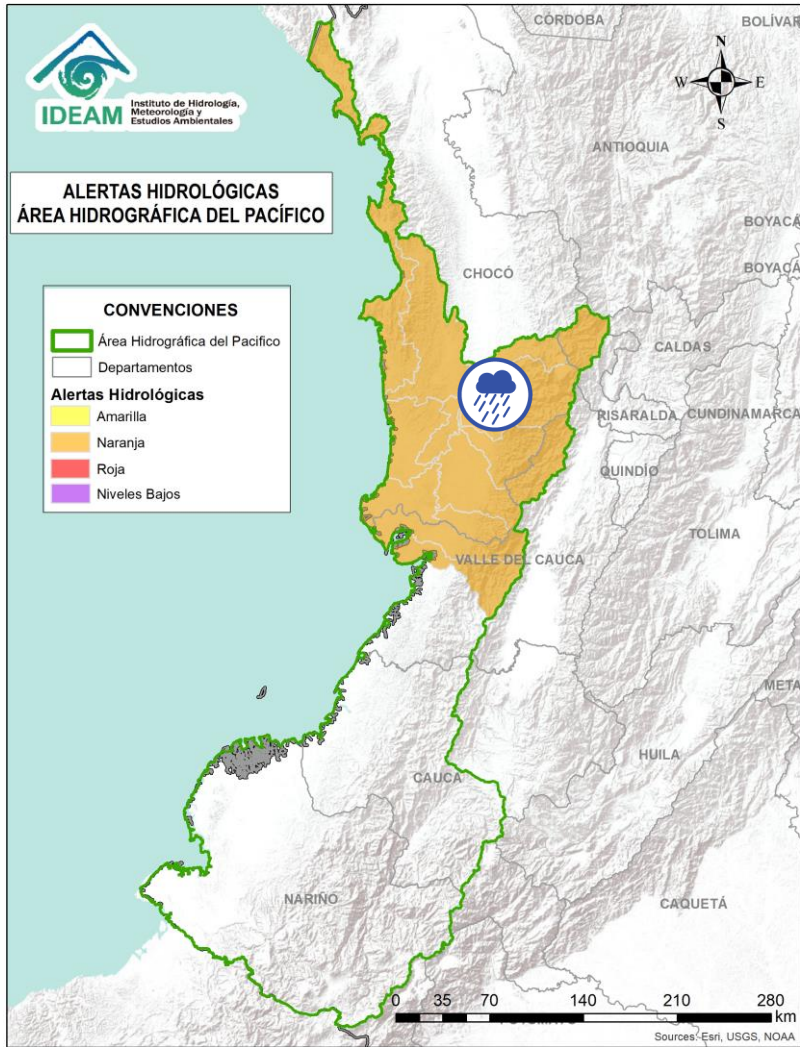 IDEAM
Instituto de Hidrología,
Meteorología y
Estudios Ambientales
ALERTAS HIDROLÓGICAS
ÁREA HIDROGRÁFICA DEL PACÍFICO
CONVENCIONES
Área Hidrográfica del Pacifico
Departamentos
Alertas Hidrológicas
Amarilla
Naranja
Roja
Niveles Bajos
N
W E
S
CÓRDOBA
BOLÍVAR
ANTIOQUIA
BOYACÁ
BOYACÁ
CHOCÓ
CALDAS
RISARALDA
CUNDINAMARCA
QUINDÍO
TOLIMA
VALLE DEL CAUCA
META
HUILA
CAUCA
NARIÑO
CAQUETÁ
0 35 70 140 210 280
km
Sources: Esri, USGS, NOAA